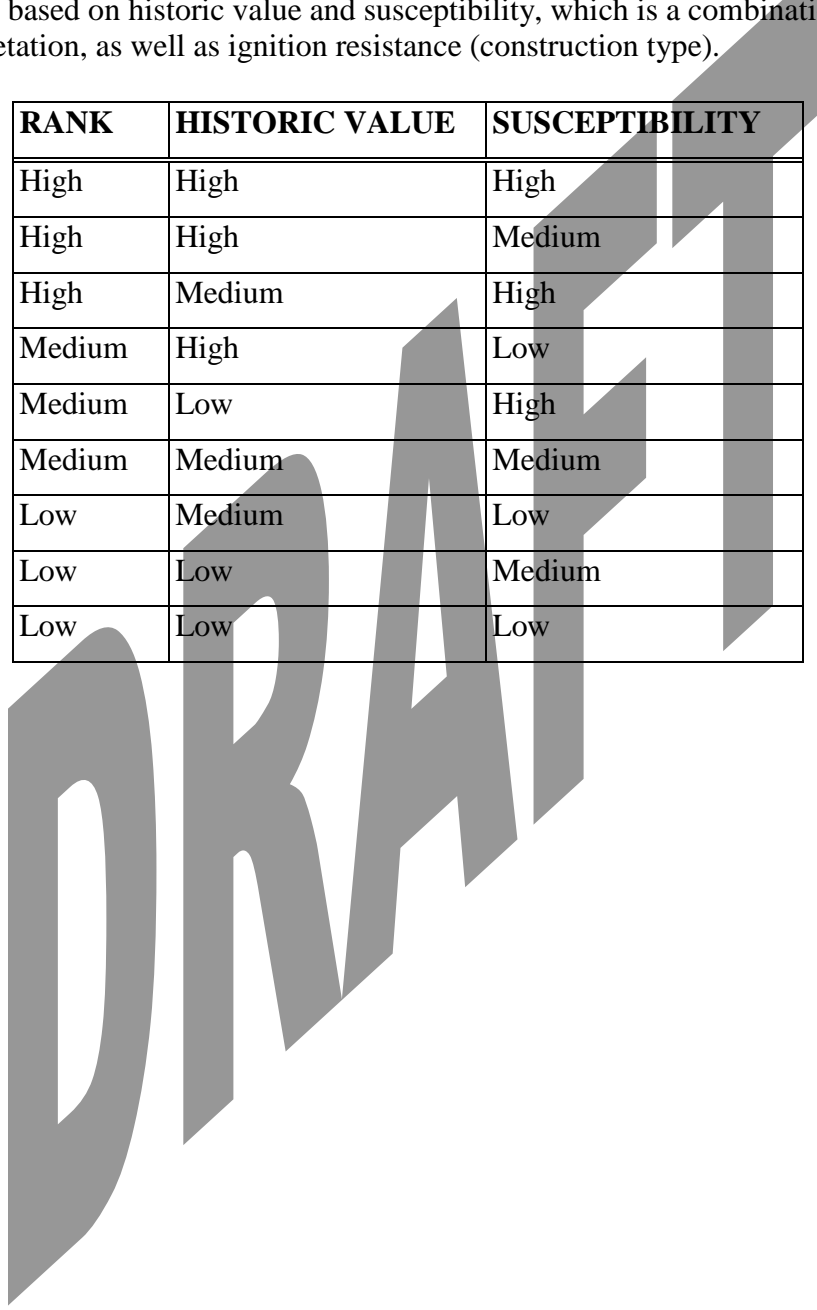 based on historic value and susceptibility, which is a
as well as ignition resistance (construction type).
RANK HISTORIC VALUE SUSCEPTIBILITY
High High High
High High Medium
High Medium High
Medium High Low
Medium Low High
Medium Medium Medium
Low Medium Low
Low Low Medium
Low Low Low
DRAFT